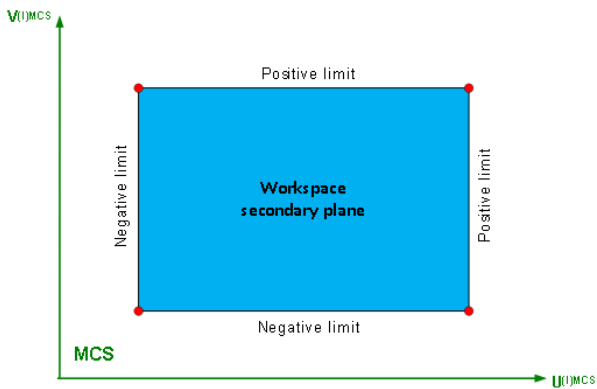 V(I)MCS
Positive limit
Negative limit
Workspace
secondary plane
Positive limit
Negative limit
MCS
U(I)MCS